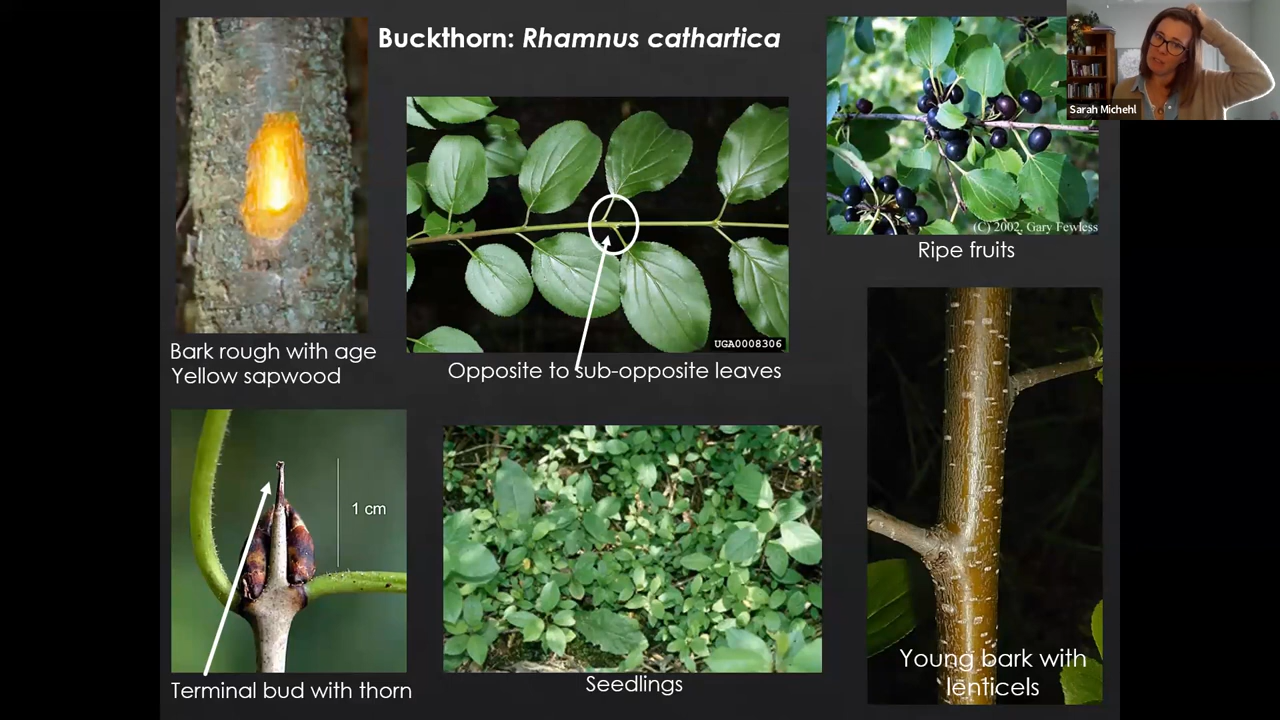 Buckthorn: Rhamnus cathartica
Sarah Michehl
(C) 2002, Gary Fewless
Ripe fruits
UGA0008306
Bark rough with age
Yellow sapwood
Opposite to sub-opposite leaves
1 cm
Terminal bud with thorn
Seedlings
Young bark with
lenticels